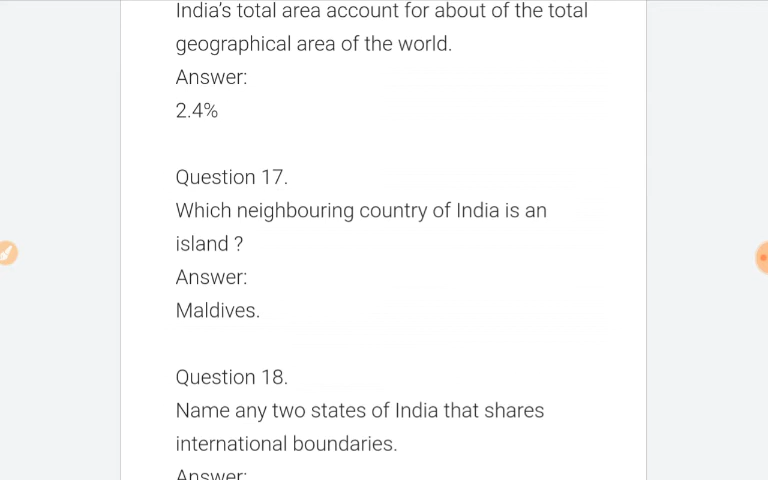 India's total area account for about of the total
geographical area of the world.
Answer:
2.4%
Question 17.
Which neighbouring country of India is an
island ?
Answer:
Maldives.
Question 18.
Name any two states of India that shares
international boundaries.
Answer: